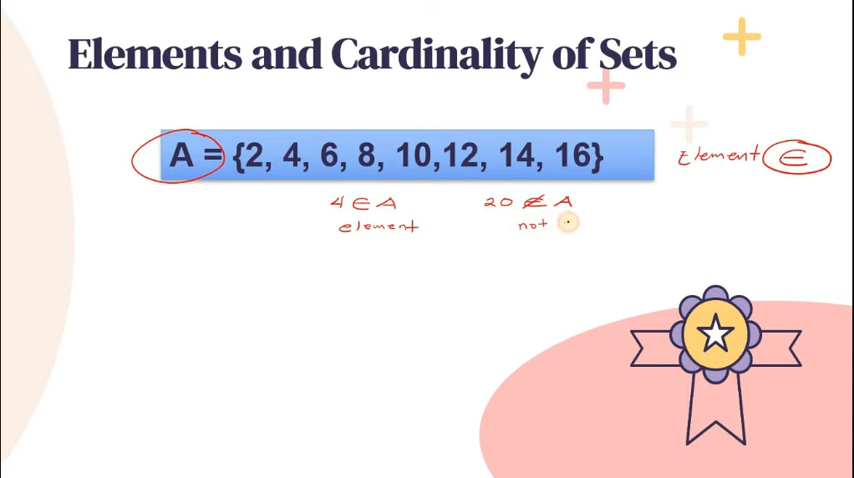 Elements and Cardinality of Sets
A = {2, 4, 6, 8, 10,12, 14, 16}
Element ∈
4 ∈ A
20 ∉ A
element
not